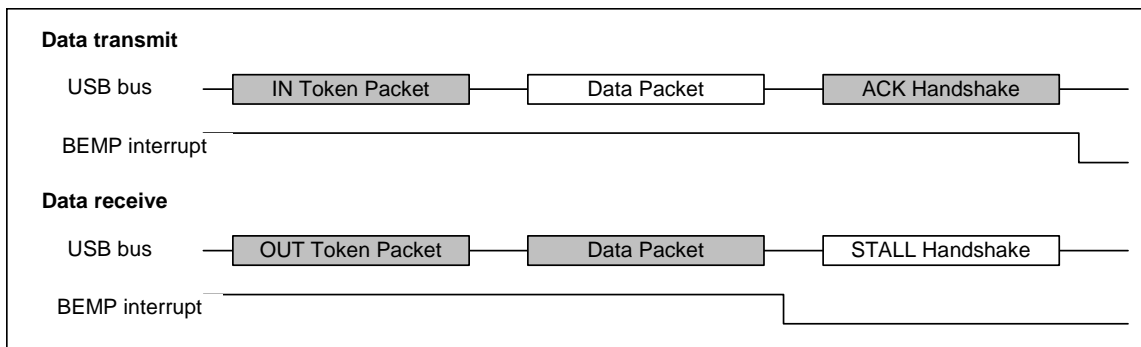 Data transmit
USB bus IN Token Packet Data Packet ACK Handshake
BEMP interrupt
Data receive
USB bus OUT Token Packet Data Packet STALL Handshake
BEMP interrupt